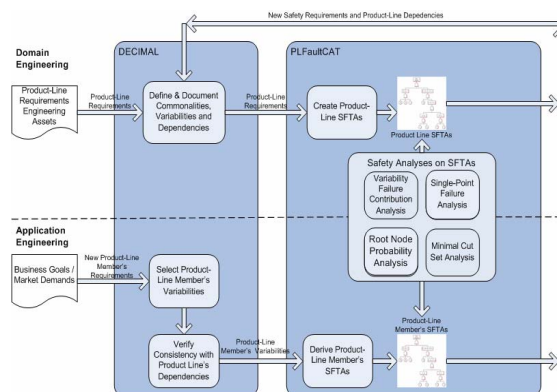 New Safety Requirements and Product-Line Depedencies
DECIMAL
PLFaultCAT
Domain
Engineering
Product-Line
Requirements
Engineering
Assets
Product-Line
Requirements
Define & Document
Commonalities,
Variabilities and
Dependencies
Product-Line
Requirements
Create Product-
Line SFTAs
Product Line SFTAs
Safety Analyses on SFTAs
Variability
Failure
Contribution
Analysis
Single-Point
Failure
Analysis
Root Node
Probability
Analysis
Minimal Cut
Set Analysis
Application
Engineering
Business Goals /
Market Demands
New Product-Line
Member's
Requirements
Select Product-
Line Member's
Variabilities
Verify
Consistency with
Product Line's
Dependencies
Product-Line
Member's Variabilities
Derive Product-
Line Member's
SFTAs
Product-Line
Member's SFTAs